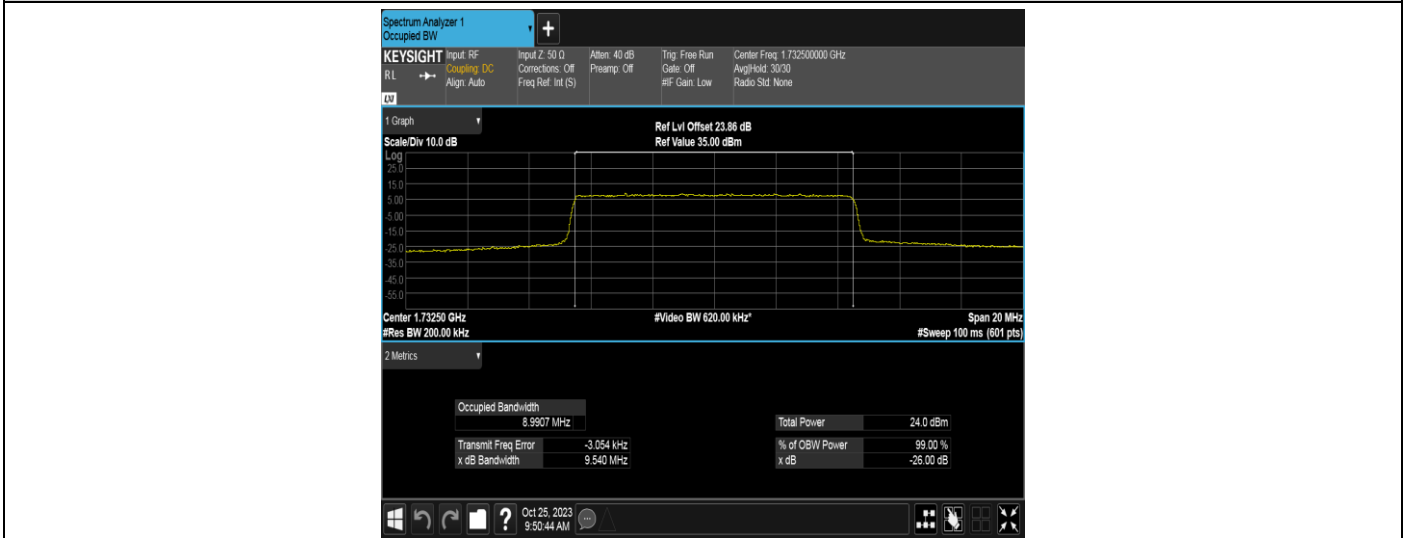 Spectrum Analyzer 1
Occupied BW
+
KEYSIGHT Input: RF Input Z: 50 Ω Atten: 40 dB Trig: Free Run Center Freq: 1.732500000 GHz
RL Coupling: DC Corrections: Off Preamp: Off Gate: Off Avg|Hold: 30/30
Align: Auto Freq Ref: Int (S) #IF Gain: Low Radio Std: None
LXI
1 Graph
Ref Lvl Offset 23.86 dB
Scale/Div 10.0 dB Ref Value 35.00 dBm
Log
25.0
15.0
5.00
-5.00
-15.0
-25.0
-35.0
-45.0
-55.0
Center 1.73250 GHz #Video BW 620.00 kHz* Span 20 MHz
#Res BW 200.00 kHz #Sweep 100 ms (601 pts)
2 Metrics
Occupied Bandwidth
8.9907 MHz Total Power 24.0 dBm
Transmit Freq Error -3.054 kHz % of OBW Power 99.00 %
x dB Bandwidth 9.540 MHz x dB -26.00 dB
? Oct 25, 2023
9:50:44 AM